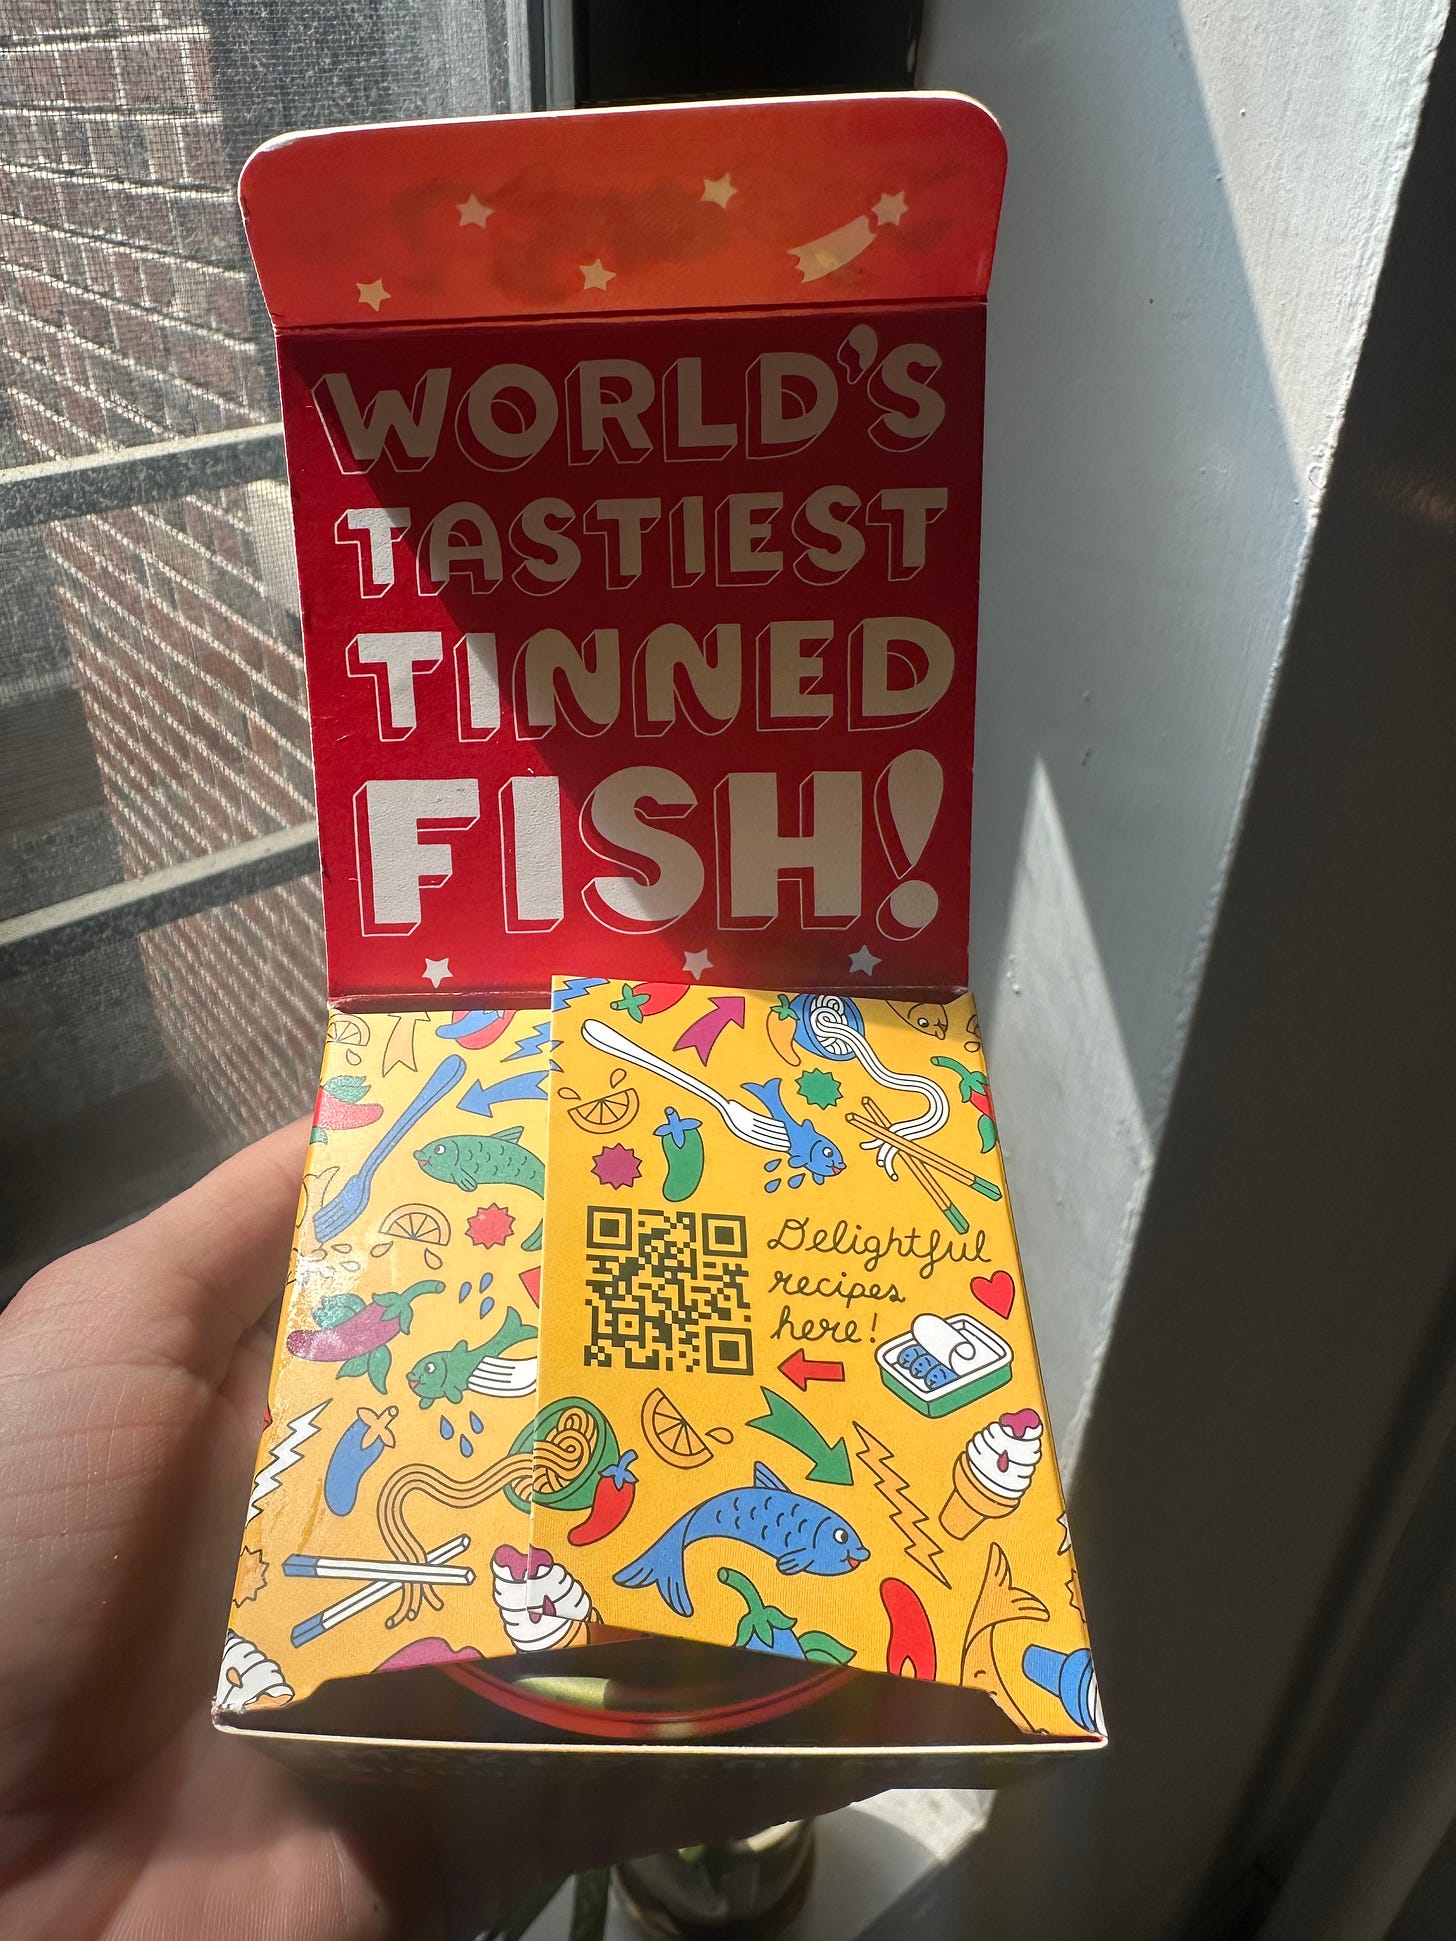 WORLD'S
TASTIEST
TINNED
FISH!
Delightful
recipes
here!